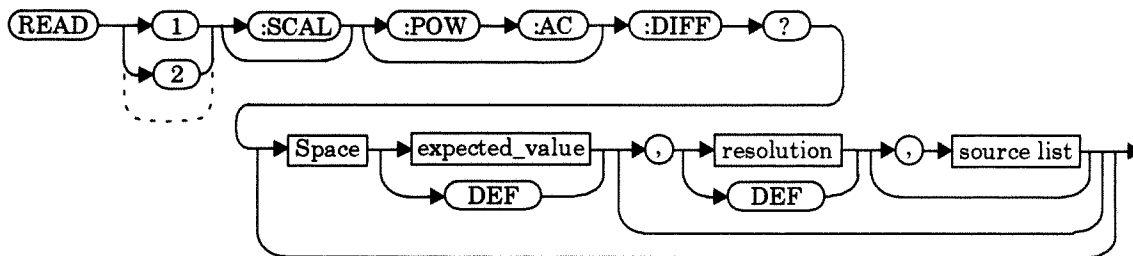 READ 1 :SCAL :POW :AC :DIFF ?
2
Space expected_value , resolution , source list
DEF DEF